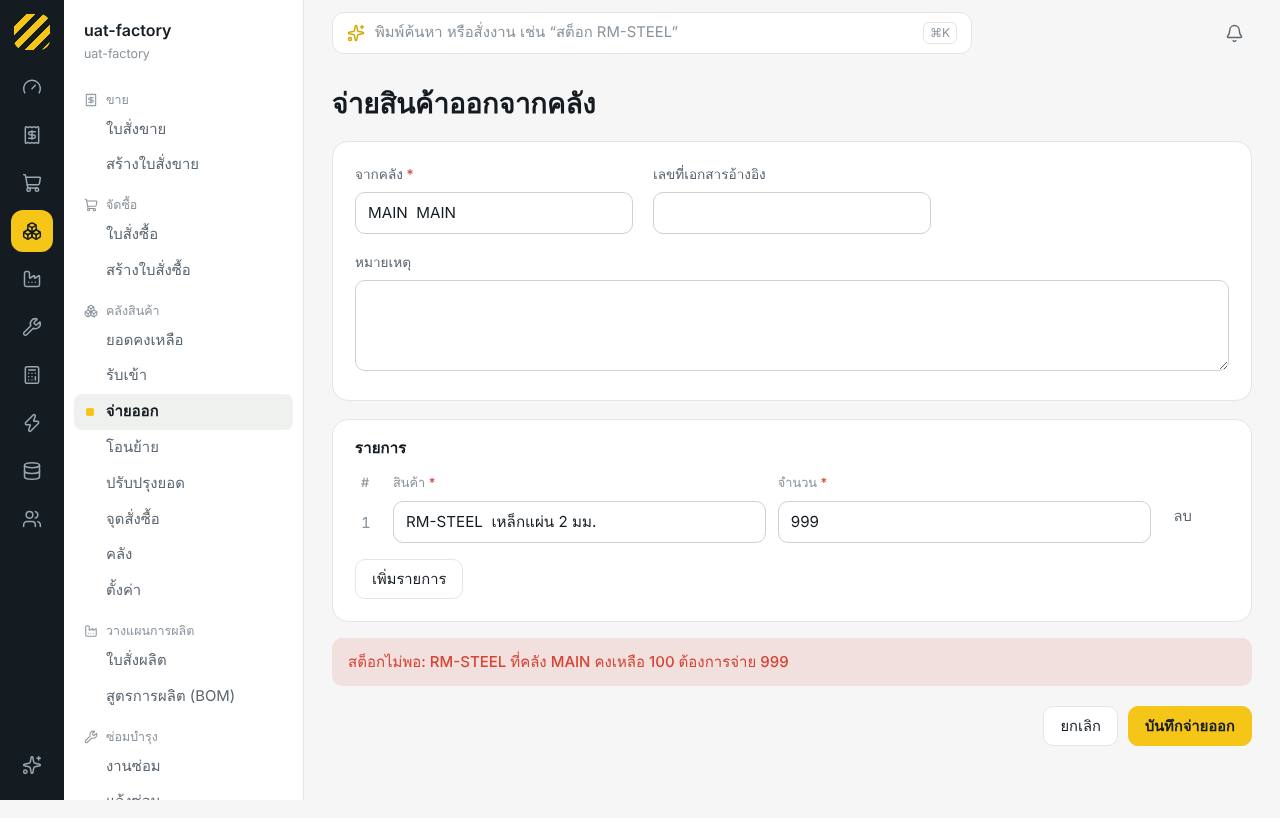 uat-factory
uat-factory
ขาย
ใบสั่งขาย
สร้างใบสั่งขาย
จัดซื้อ
ใบสั่งซื้อ
สร้างใบสั่งซื้อ
คลังสินค้า
ยอดคงเหลือ
รับเข้า
จ่ายออก
โอนย้าย
ปรับปรุงยอด
จุดสั่งซื้อ
คลัง
ตั้งค่า
วางแผนการผลิต
ใบสั่งผลิต
สูตรการผลิต (BOM)
ซ่อมบำรุง
งานซ่อม
พิมพ์ค้นหา หรือสั่งงาน เช่น “สต็อก RM-STEEL”
⌘K
จ่ายสินค้าออกจากคลัง
จากคลัง *
เลขที่เอกสารอ้างอิง
MAIN  MAIN
หมายเหตุ
รายการ
# สินค้า * จำนวน *
1 RM-STEEL  เหล็กแผ่น 2 มม. 999 ลบ
เพิ่มรายการ
สต็อกไม่พอ: RM-STEEL ที่คลัง MAIN คงเหลือ 100 ต้องการจ่าย 999
ยกเลิก
บันทึกจ่ายออก